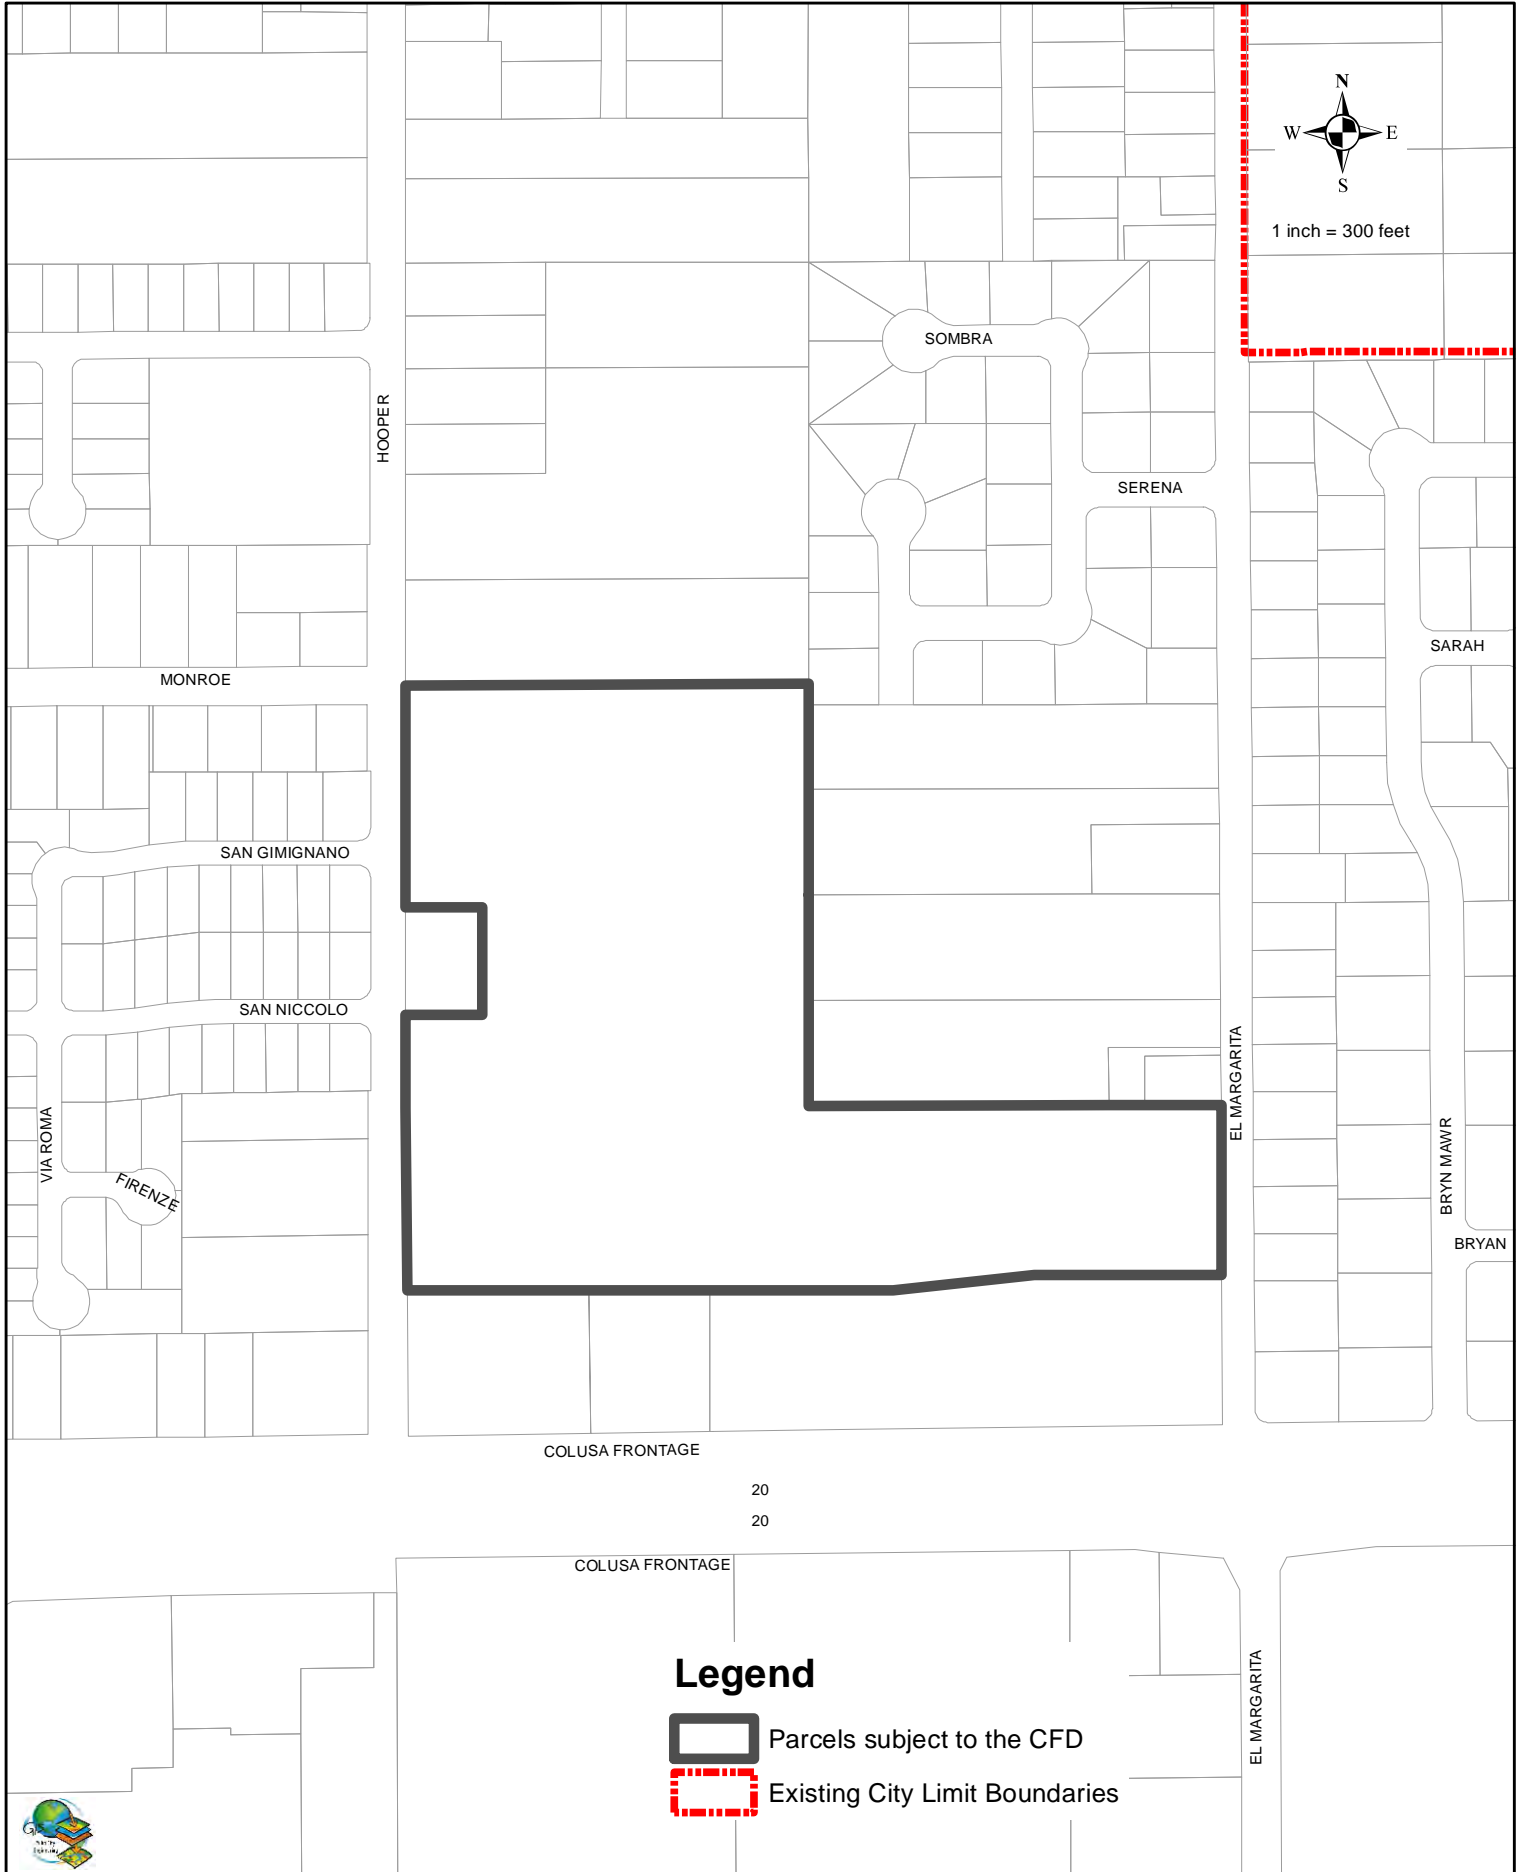 N
W E
S
1 inch = 300 feet
SOMBRA
HOOPER
SERENA
SARAH
MONROE
SAN GIMIGNANO
SAN NICCOLO
EL MARGARITA
VIA ROMA
BRYN MAWR
FIRENZE
BRYAN
COLUSA FRONTAGE
20
20
COLUSA FRONTAGE
Legend
EL MARGARITA
Parcels subject to the CFD
Existing City Limit Boundaries